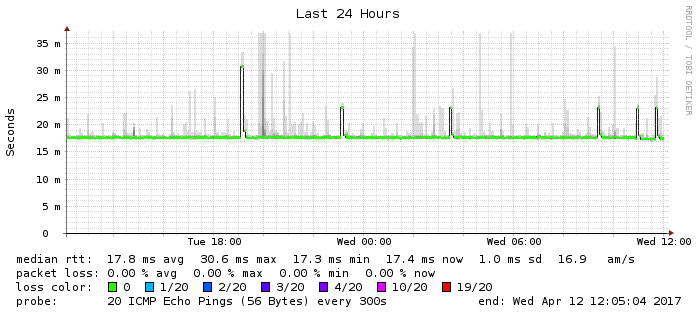 Last 24 Hours
RRDTOOL / TOBI OETIKER
Seconds
35 m
30 m
25 m
20 m
15 m
10 m
5 m
0
Tue 18:00 Wed 00:00 Wed 06:00 Wed 12:00
median rtt: 17.8 ms avg 30.6 ms max 17.3 ms min 17.4 ms now 1.0 ms sd 16.9 am/s
packet loss: 0.00 % avg 0.00 % max 0.00 % min 0.00 % now
loss color: 0 1/20 2/20 3/20 4/20 10/20 19/20
probe: 20 ICMP Echo Pings (56 Bytes) every 300s end: Wed Apr 12 12:05:04 2017